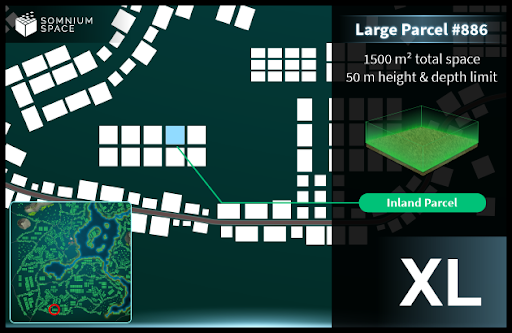 SOMNIUM
SPACE
Large Parcel #886
1500 m² total space
50 m height & depth limit
Inland Parcel
XL